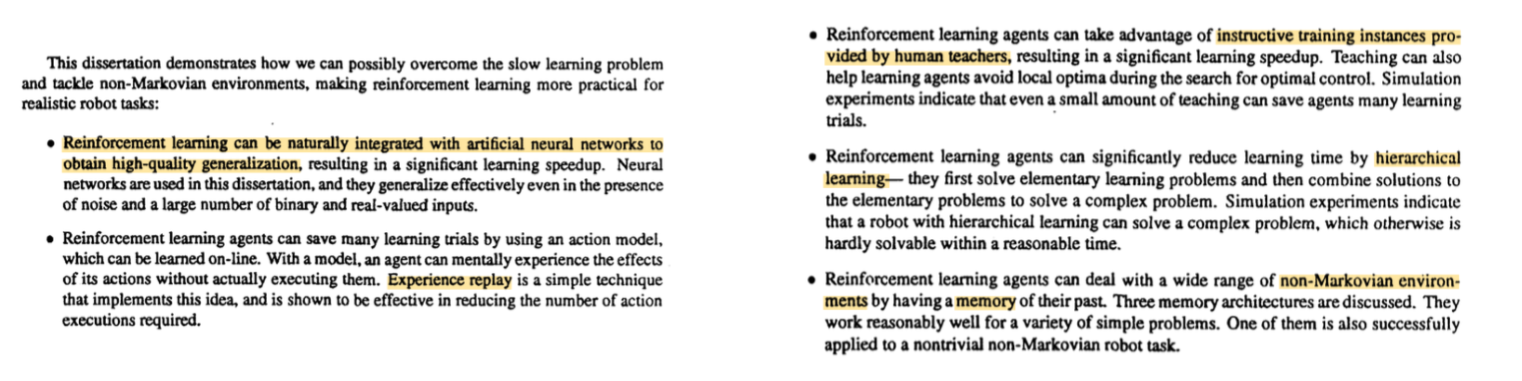 This dissertation demonstrates how we can possibly overcome the slow learning problem
and tackle non-Markovian environments, making reinforcement learning more practical for
realistic robot tasks:
• Reinforcement learning can be naturally integrated with artificial neural networks to
obtain high-quality generalization, resulting in a significant learning speedup. Neural
networks are used in this dissertation, and they generalize effectively even in the presence
of noise and a large number of binary and real-valued inputs.
• Reinforcement learning agents can save many learning trials by using an action model,
which can be learned on-line. With a model, an agent can mentally experience the effects
of its actions without actually executing them. Experience replay is a simple technique
that implements this idea, and is shown to be effective in reducing the number of action
executions required.
• Reinforcement learning agents can take advantage of instructive training instances pro-
vided by human teachers, resulting in a significant learning speedup. Teaching can also
help learning agents avoid local optima during the search for optimal control. Simulation
experiments indicate that even a small amount of teaching can save agents many learning
trials.
• Reinforcement learning agents can significantly reduce learning time by hierarchical
learning— they first solve elementary learning problems and then combine solutions to
the elementary problems to solve a complex problem. Simulation experiments indicate
that a robot with hierarchical learning can solve a complex problem, which otherwise is
hardly solvable within a reasonable time.
• Reinforcement learning agents can deal with a wide range of non-Markovian environ-
ments by having a memory of their past. Three memory architectures are discussed. They
work reasonably well for a variety of simple problems. One of them is also successfully
applied to a nontrivial non-Markovian robot task.